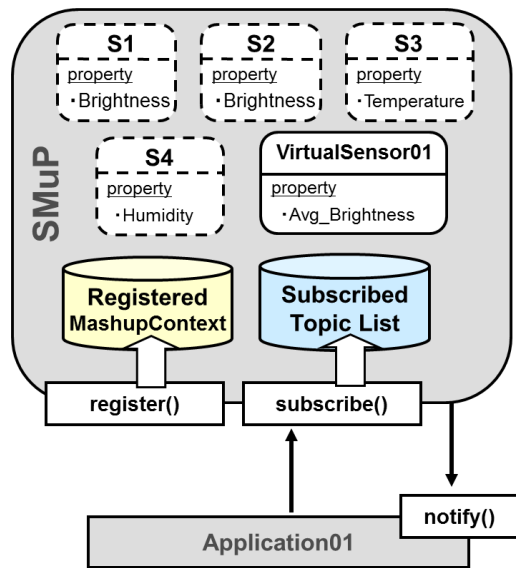 S1
property
・Brightness
S2
property
・Brightness
S3
property
・Temperature
S4
property
・Humidity
VirtualSensor01
property
・Avg_Brightness
SMuP
Registered
MashupContext
Subscribed
Topic List
register()
subscribe()
notify()
Application01